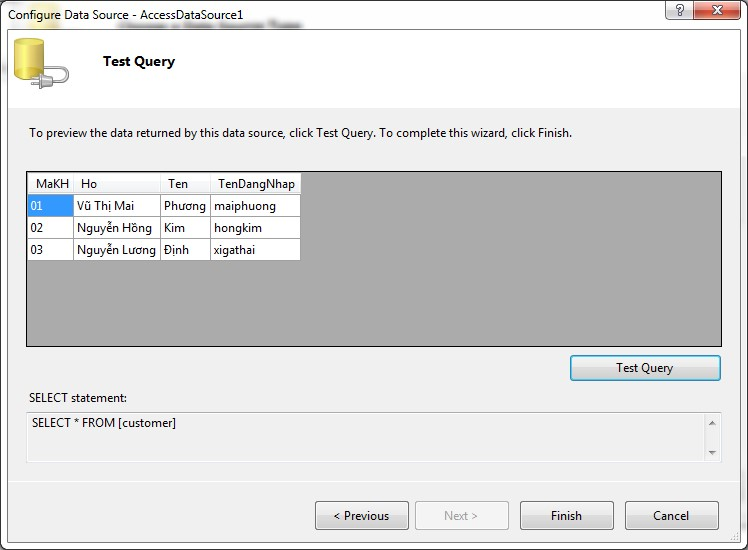 Configure Data Source - AccessDataSource1
Test Query
To preview the data returned by this data source, click Test Query. To complete this wizard, click Finish.
MaKH Ho Ten TenDangNhap
01 Vũ Thị Mai Phương maiphuong
02 Nguyễn Hồng Kim hongkim
03 Nguyễn Lương Định xigathai
Test Query
SELECT statement:
SELECT * FROM [customer]
< Previous Next > Finish Cancel